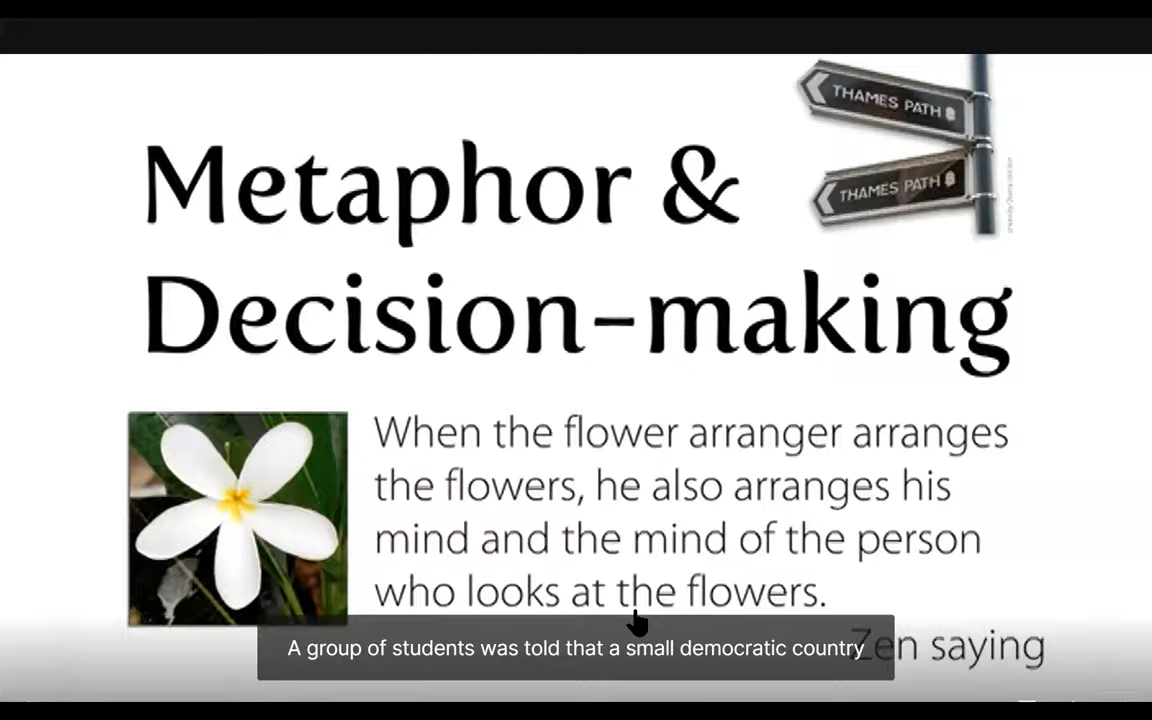 THAMES PATH
THAMES PATH
Metaphor &
Decision-making
When the flower arranger arranges
the flowers, he also arranges his
mind and the mind of the person
who looks at the flowers.
Zen saying
A group of students was told that a small democratic country